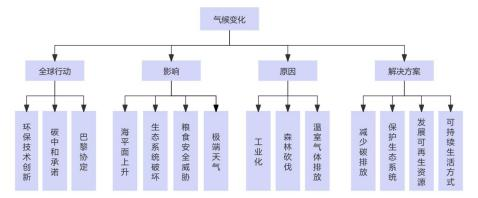 气候变化
全球行动
影响
原因
解决方案
环保技术创新
碳中和承诺
巴黎协定
海平面上升
生态系统破坏
粮食安全威胁
极端天气
工业化
森林砍伐
温室气体排放
减少碳排放
保护生态系统
发展可再生资源
可持续生活方式